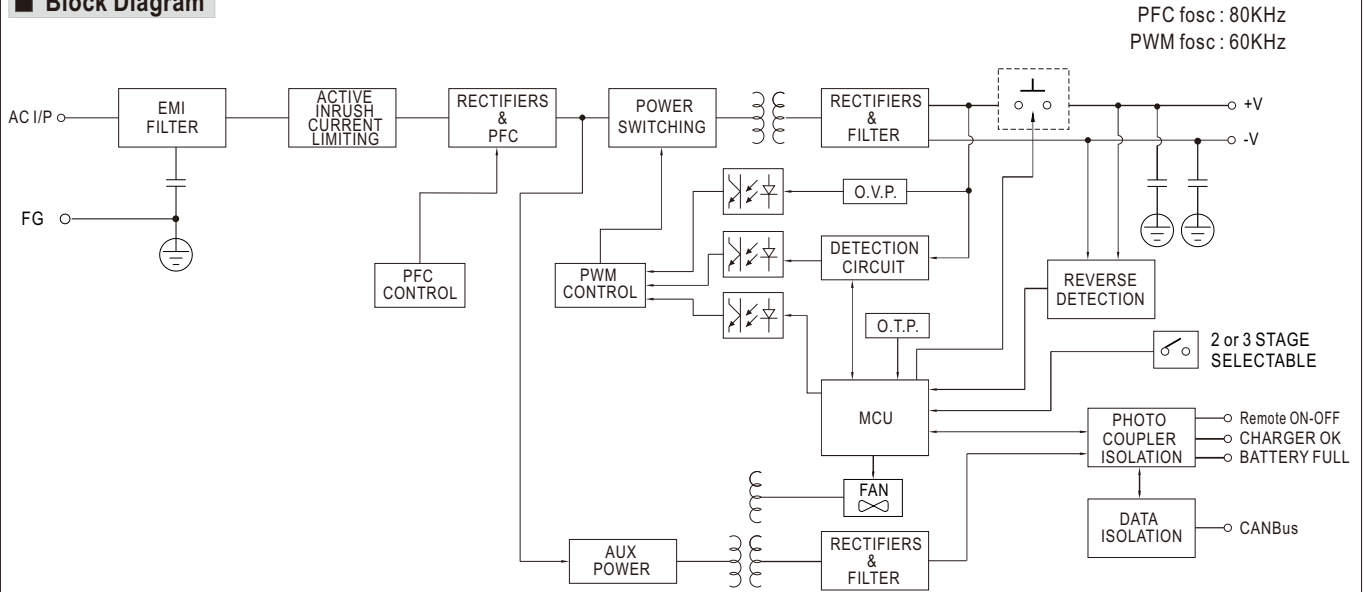 ■ Block Diagram
PFC fosc : 80KHz
PWM fosc : 60KHz
AC I/P
EMI
FILTER
ACTIVE
INRUSH
CURRENT
LIMITING
RECTIFIERS
&
PFC
POWER
SWITCHING
RECTIFIERS
&
FILTER
+V
-V
FG
O.V.P.
DETECTION
CIRCUIT
PFC
CONTROL
PWM
CONTROL
REVERSE
DETECTION
O.T.P.
2 or 3 STAGE
SELECTABLE
MCU
PHOTO
COUPLER
ISOLATION
Remote ON-OFF
CHARGER OK
BATTERY FULL
FAN
DATA
ISOLATION
CANBus
AUX
POWER
RECTIFIERS
&
FILTER